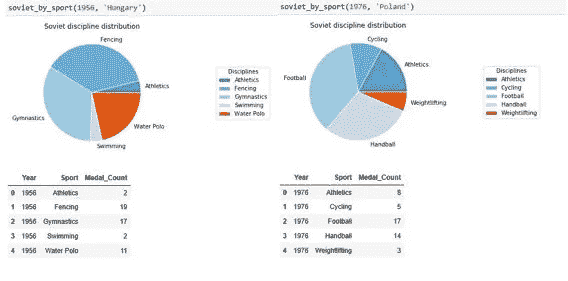 soviet_by_sport(1956, 'Hungary')
Soviet discipline distribution
Fencing
Athletics
Gymnastics
Water Polo
Swimming
Disciplines
Athletics
Fencing
Gymnastics
Swimming
Water Polo
Year Sport Medal_Count
0 1956 Athletics 2
1 1956 Fencing 19
2 1956 Gymnastics 17
3 1956 Swimming 2
4 1956 Water Polo 11
soviet_by_sport(1976, 'Poland')
Soviet discipline distribution
Cycling
Athletics
Football
Weightlifting
Handball
Disciplines
Athletics
Cycling
Football
Handball
Weightlifting
Year Sport Medal_Count
0 1976 Athletics 8
1 1976 Cycling 5
2 1976 Football 17
3 1976 Handball 14
4 1976 Weightlifting 3